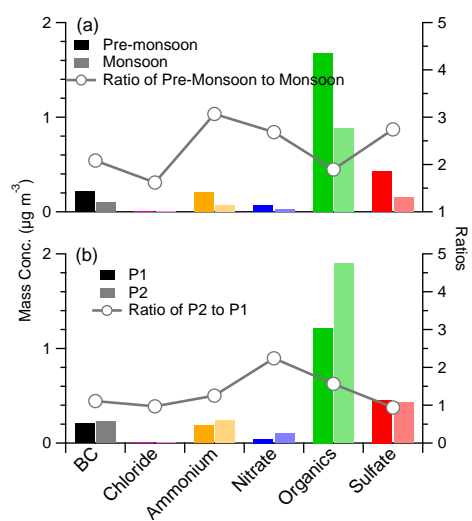 (a)
Pre-monsoon
Monsoon
Ratio of Pre-Monsoon to Monsoon
2
1
0
5
4
3
2
1
(b)
P1
P2
Ratio of P2 to P1
2
1
0
5
4
3
2
1
0
Mass Conc. (µg m-3)
Ratios
BC
Chloride
Ammonium
Nitrate
Organics
Sulfate